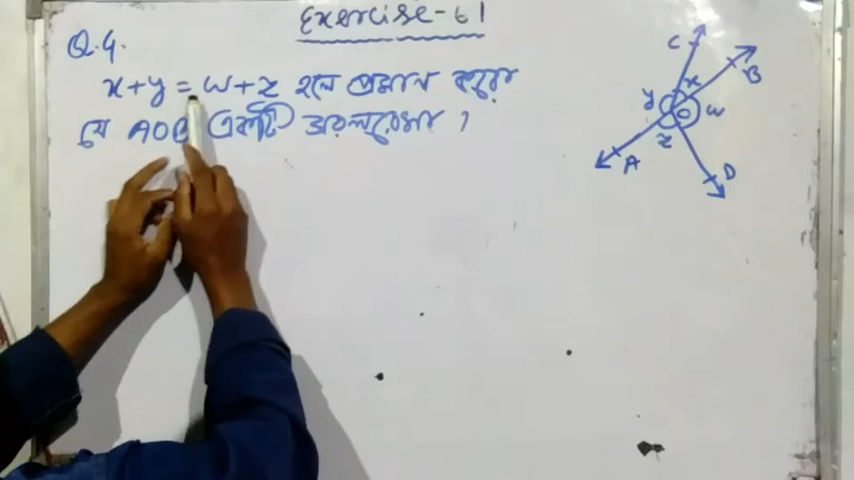 Exercise-61
Q.4.
x+y=w+z হলে প্রমান করো
যে AOB একটি সরলরেখা ।
C
B
x
y
w
O
z
A
D